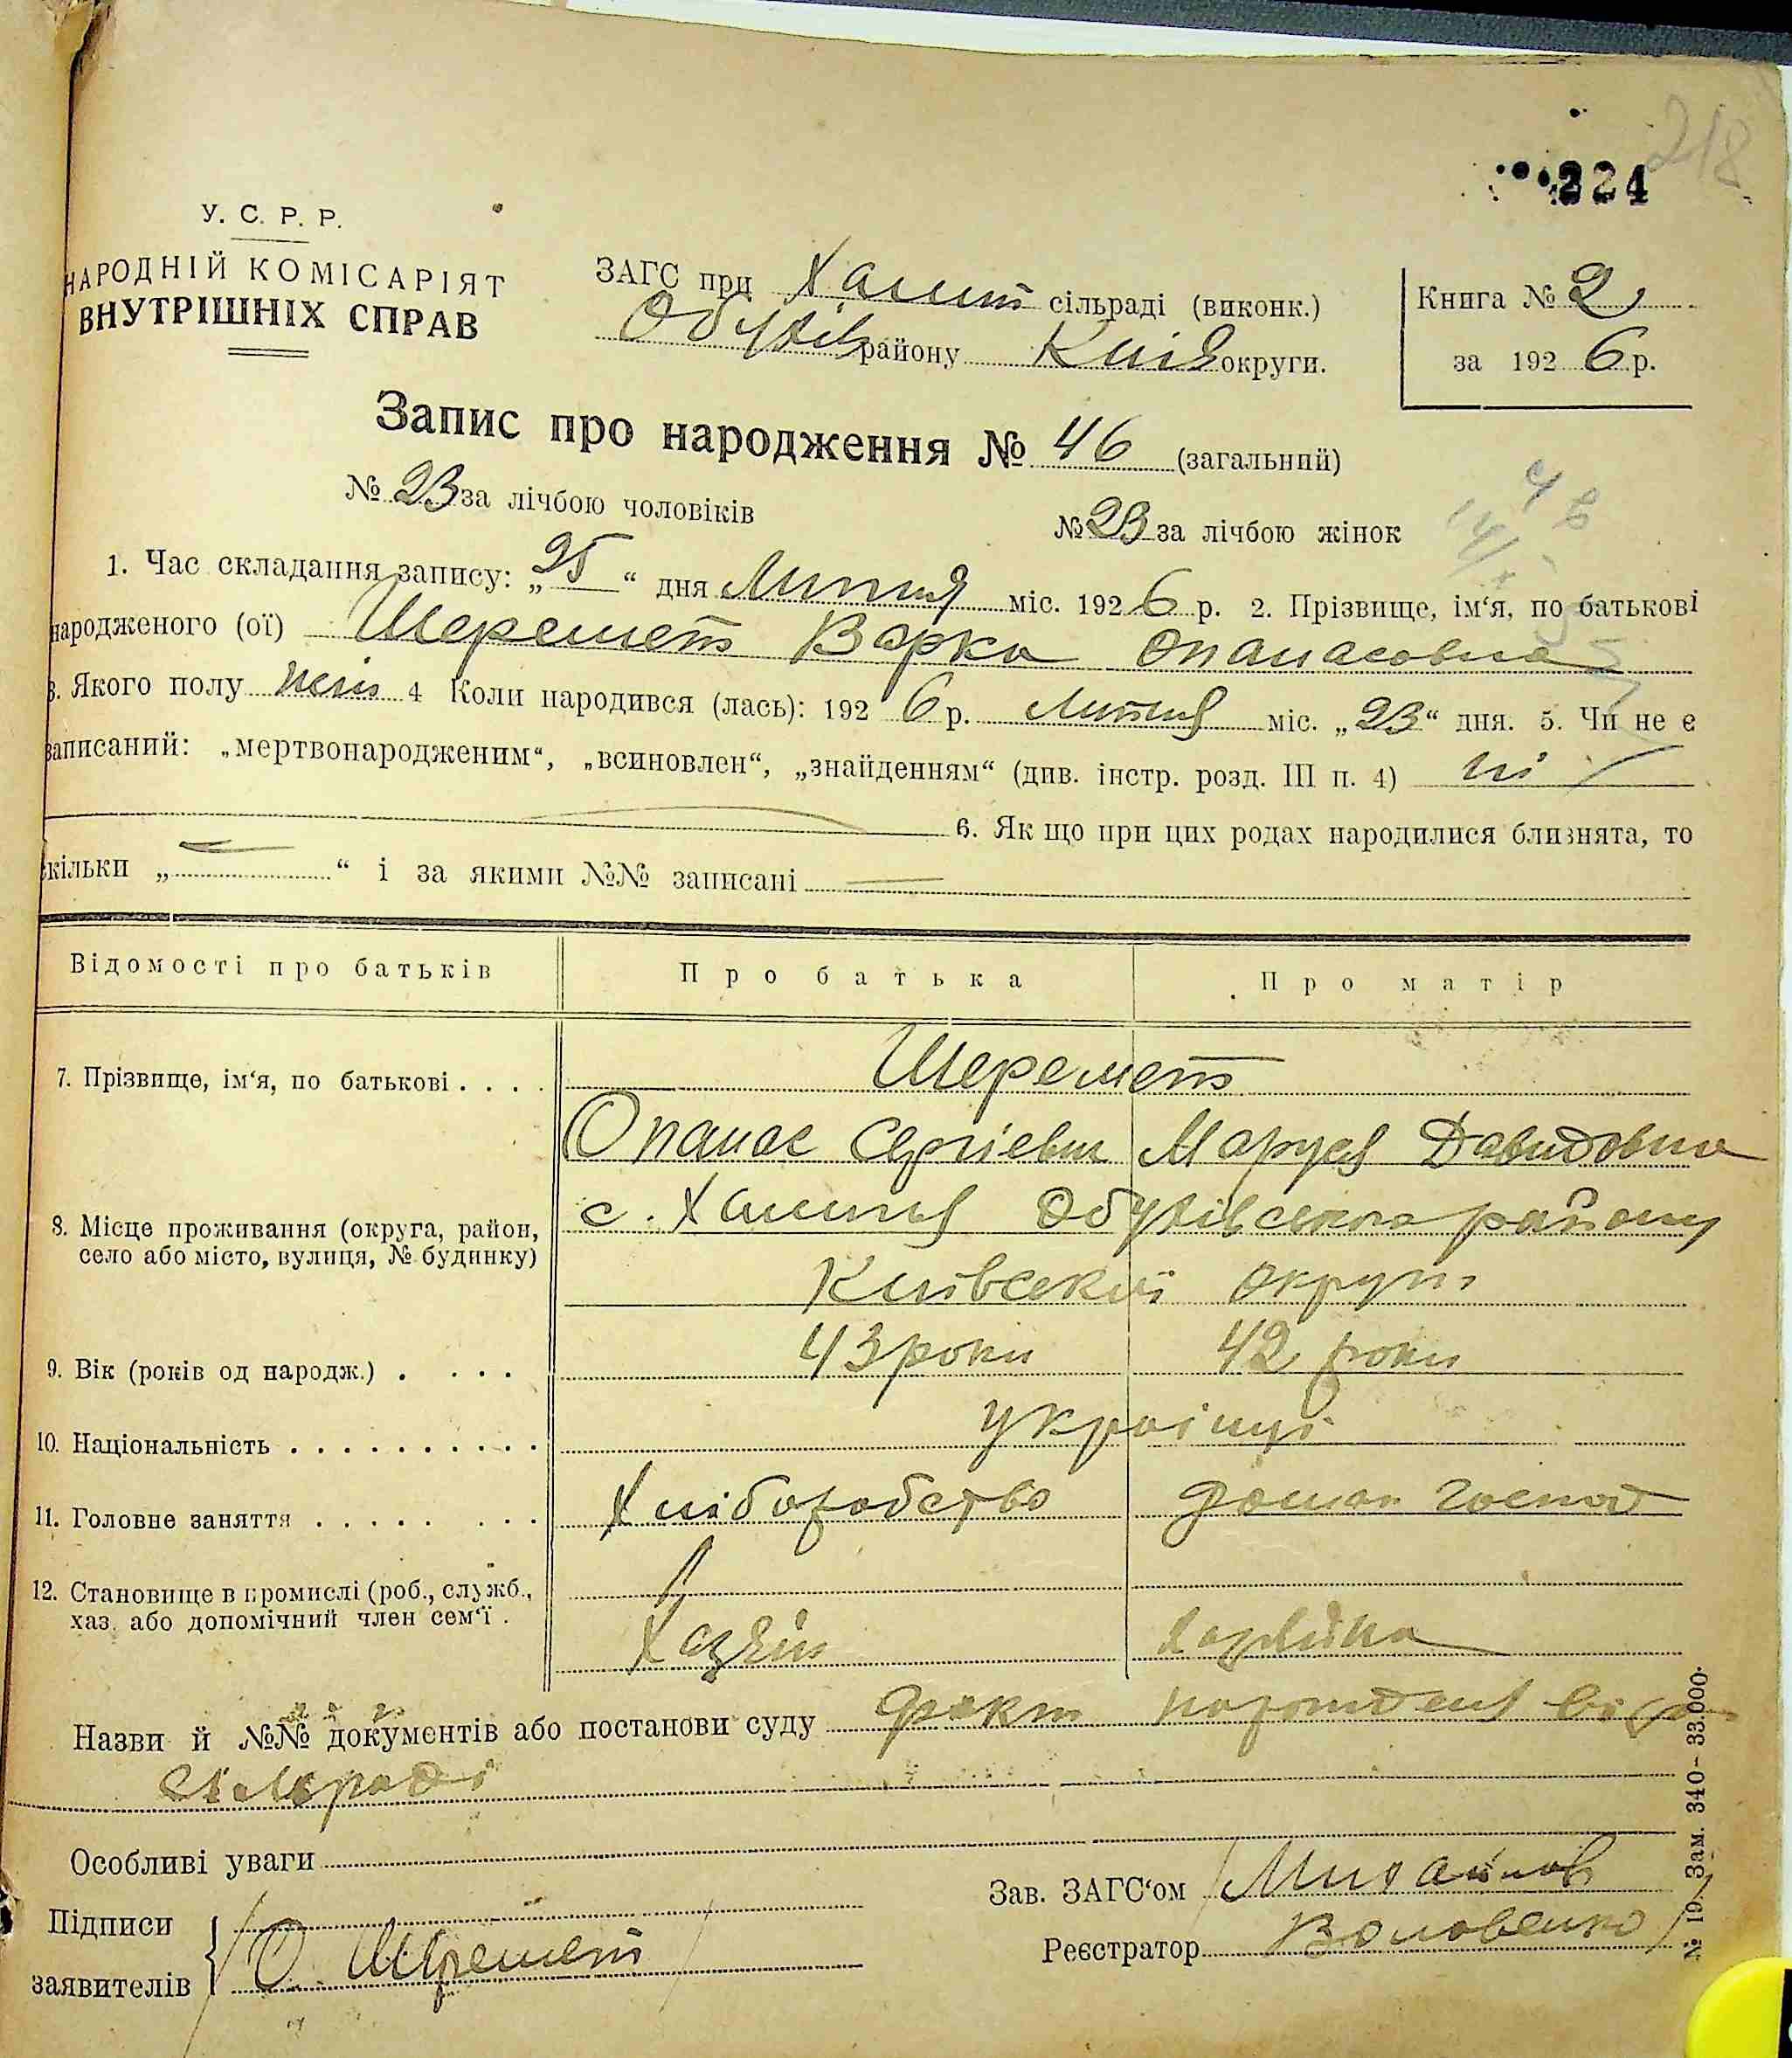 218
224
У. С. Р. Р.
НАРОДНІЙ КОМІСАРІЯТ
ВНУТРІШНІХ СПРАВ
ЗАГС при Халеп сільраді (виконк.)
Обухів району Київ округи.
Книга № 2
за 1926 р.
Запис про народження № 46 (загальний)
№ 23 за лічбою чоловіків
№ 23 за лічбою жінок
1. Час складання запису: „25“ дня Липня міс. 1926 р. 2. Прізвище, ім‘я, по батькові
народженого (ої) Шеремет Варка Опанасовна
3. Якого полу жін 4 Коли народився (лась): 1926 р. Липня міс. „23“ дня. 5. Чи не є
записаний: „мертвонародженим“, „всиновлен“, „знайденням“ (див. інстр. розд. III п. 4) ні
6. Як що при цих родах народилися близнята, то
скільки „ “ і за якими №№ записані
Відомості про батьків Про батька Про матір
7. Прізвище, ім‘я, по батькові . . . . Шеремет
Опанас Сергієвич Маруся Давидовна
8. Місце проживання (округа, район, село або місто, вулиця, № будинку) с. Халепя Обухівського району
Київської округи
9. Вік (років од народж.) . . . . 43 роки 42 роки
10. Національність . . . . . . . . . . українці
11. Головне заняття . . . . . . . . Хліборобство домаш господ
12. Становище в промислі (роб., служб., хаз. або допомічний член сем‘ї . Хазяїн Хазяйка
Назви й №№ документів або постанови суду факт народження
сільраді
Особливі уваги
Підписи заявителів О. Шеремет
Зав. ЗАГС‘ом Михайлов
Реєстратор Воловенко
№ 19. Зам. 340—33.000.